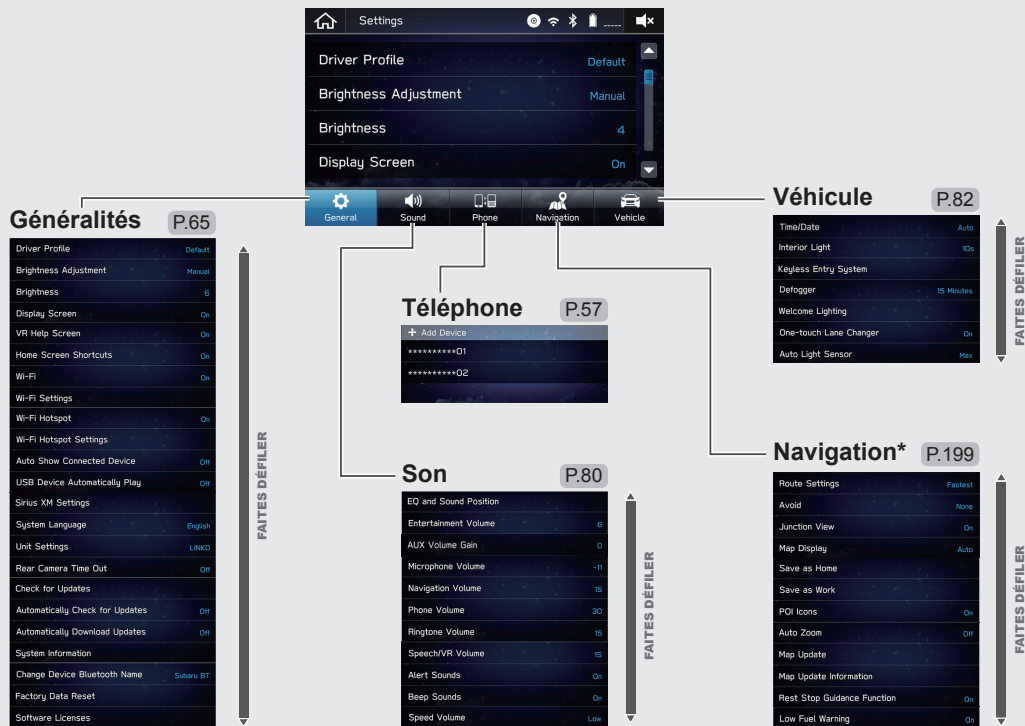 Settings
Driver Profile Default
Brightness Adjustment Manual
Brightness 4
Display Screen On
General Sound Phone Navigation Vehicle
Généralités P.65
Driver Profile Default
Brightness Adjustment Manual
Brightness 6
Display Screen On
VR Help Screen On
Home Screen Shortcuts On
Wi-Fi On
Wi-Fi Settings
Wi-Fi Hotspot On
Wi-Fi Hotspot Settings
Auto Show Connected Device Off
USB Device Automatically Play Off
Sirius XM Settings
System Language English
Unit Settings LINKD
Rear Camera Time Out Off
Check for Updates
Automatically Check for Updates Off
Automatically Download Updates Off
System Information
Change Device Bluetooth Name Subaru BT
Factory Data Reset
Software Licenses
FAITES DÉFILER
Téléphone P.57
+ Add Device
**********01
**********02
Son P.80
EQ and Sound Position
Entertainment Volume 6
AUX Volume Gain 0
Microphone Volume -11
Navigation Volume 15
Phone Volume 30
Ringtone Volume 15
Speech/VR Volume 15
Alert Sounds On
Beep Sounds On
Speed Volume Low
FAITES DÉFILER
Véhicule P.82
Time/Date Auto
Interior Light 10s
Keyless Entry System
Defogger 15 Minutes
Welcome Lighting
One-touch Lane Changer On
Auto Light Sensor Max
FAITES DÉFILER
Navigation* P.199
Route Settings Fastest
Avoid None
Junction View On
Map Display Auto
Save as Home
Save as Work
POI Icons On
Auto Zoom Off
Map Update
Map Update Information
Rest Stop Guidance Function On
Low Fuel Warning On
FAITES DÉFILER